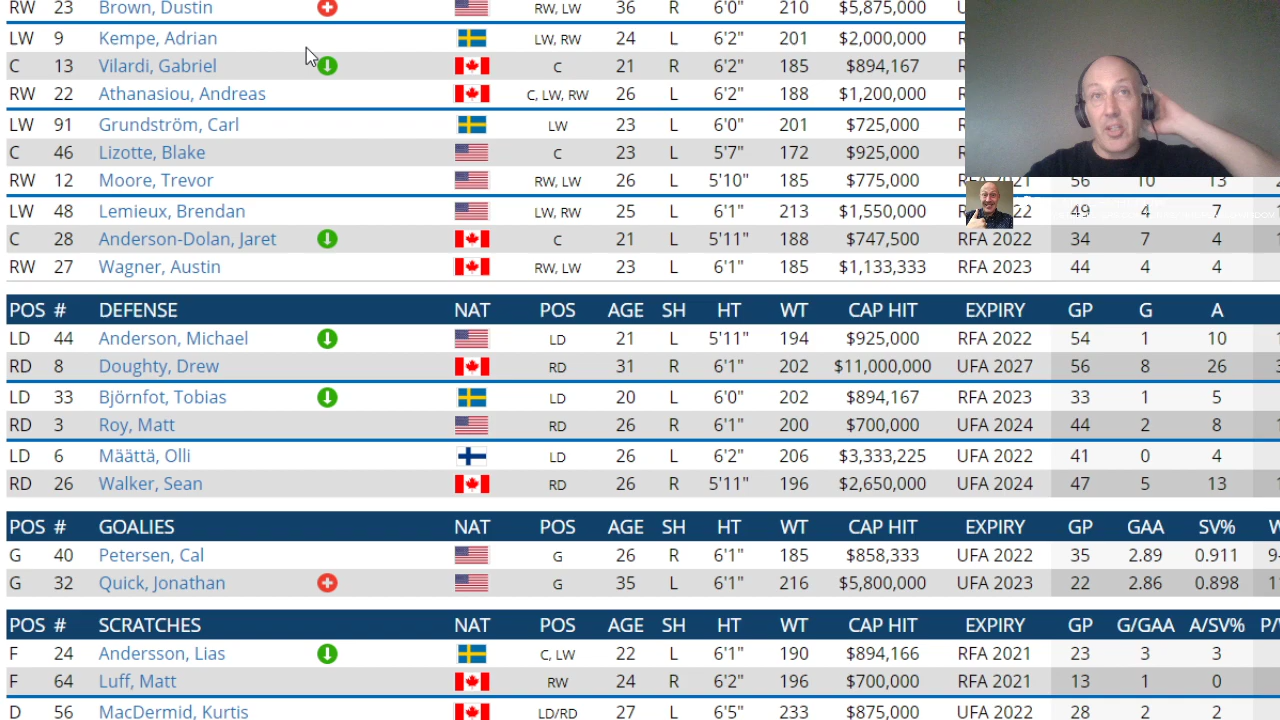 RW 23 Brown, Dustin RW, LW 36 R 6'0" 210 $5,875,000
LW 9 Kempe, Adrian LW, RW 24 L 6'2" 201 $2,000,000
C 13 Vilardi, Gabriel C 21 R 6'2" 185 $894,167
RW 22 Athanasiou, Andreas C, LW, RW 26 L 6'2" 188 $1,200,000
LW 91 Grundström, Carl LW 23 L 6'0" 201 $725,000
C 46 Lizotte, Blake C 23 L 5'7" 172 $925,000
RW 12 Moore, Trevor RW, LW 26 L 5'10" 185 $775,000 RFA 2021 56 10 13
LW 48 Lemieux, Brendan LW, RW 25 L 6'1" 213 $1,550,000 49 4 7
C 28 Anderson-Dolan, Jaret C 21 L 5'11" 188 $747,500 RFA 2022 34 7 4
RW 27 Wagner, Austin RW, LW 23 L 6'1" 185 $1,133,333 RFA 2023 44 4 4
POS # DEFENSE NAT POS AGE SH HT WT CAP HIT EXPIRY GP G A
LD 44 Anderson, Michael LD 21 L 5'11 194 $925,000 RFA 2022 54 1 10
RD 8 Doughty, Drew RD 31 R 6'1" 202 $11,000,000 UFA 2027 56 8 26
LD 33 Björnfot, Tobias LD 20 L 6'0" 202 $894,167 RFA 2023 33 1 5
RD 3 Roy, Matt RD 26 R 6'1" 200 $700,000 UFA 2024 44 2 8
LD 6 Määttä, Olli LD 26 L 6'2" 206 $3,333,225 UFA 2022 41 0 4
RD 26 Walker, Sean RD 26 R 5'11" 196 $2,650,000 UFA 2024 47 5 13
POS # GOALIES NAT POS AGE SH HT WT CAP HIT EXPIRY GP GAA SV%
G 40 Petersen, Cal G 26 R 6'1" 185 $858,333 UFA 2022 35 2.89 0.911
G 32 Quick, Jonathan G 35 L 6'1" 216 $5,800,000 UFA 2023 22 2.86 0.898
POS # SCRATCHES NAT POS AGE SH HT WT CAP HIT EXPIRY GP G/GAA A/SV%
F 24 Andersson, Lias C, LW 22 L 6'1" 190 $894,166 RFA 2021 23 3 3
F 64 Luff, Matt RW 24 R 6'2" 196 $700,000 RFA 2021 13 1 0
D 56 MacDermid, Kurtis LD/RD 27 L 6'5" 233 $875,000 UFA 2022 28 2 2